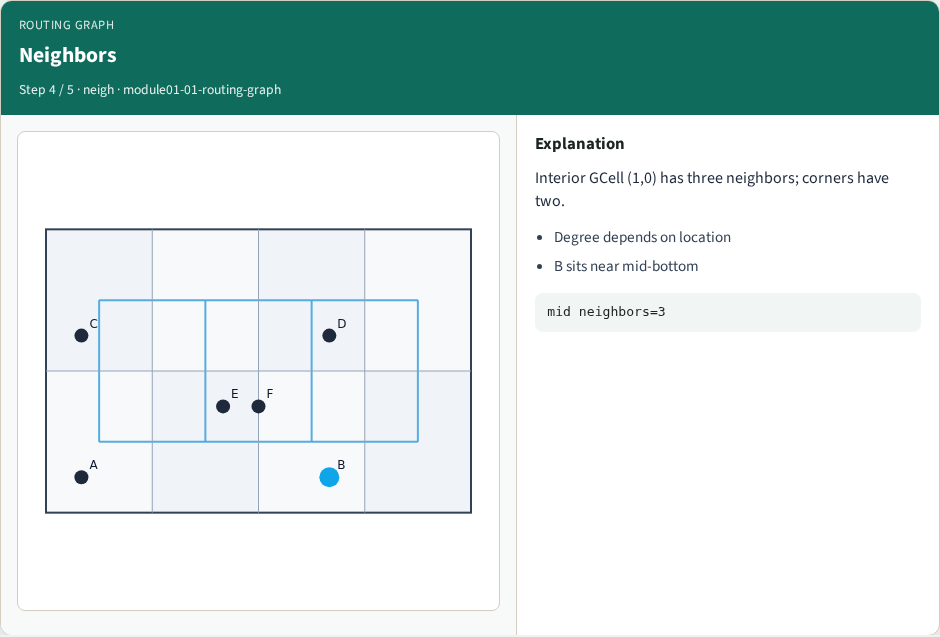 ROUTING GRAPH
Neighbors
Step 4 / 5 · neigh · module01-01-routing-graph
C
D
E
F
A
B
Explanation
Interior GCell (1,0) has three neighbors; corners have
two.
• Degree depends on location
• B sits near mid-bottom
mid neighbors=3